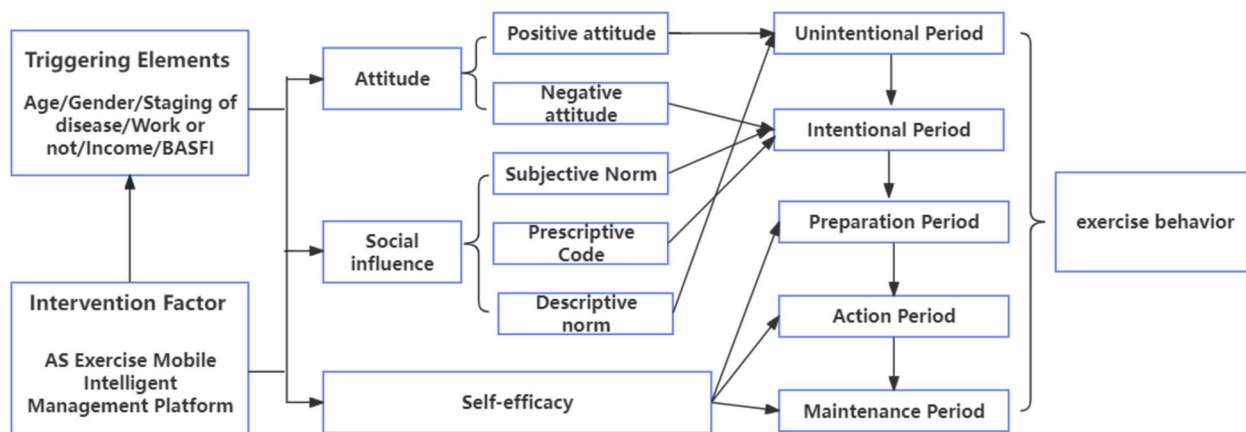 Triggering Elements
Age/Gender/Staging of
disease/Work or
not/Income/BASFI
Intervention Factor
AS Exercise Mobile
Intelligent
Management Platform
Attitude
Social
influence
Self-efficacy
Positive attitude
Negative
attitude
Subjective Norm
Prescriptive
Code
Descriptive
norm
Unintentional Period
Intentional Period
Preparation Period
Action Period
Maintenance Period
exercise behavior